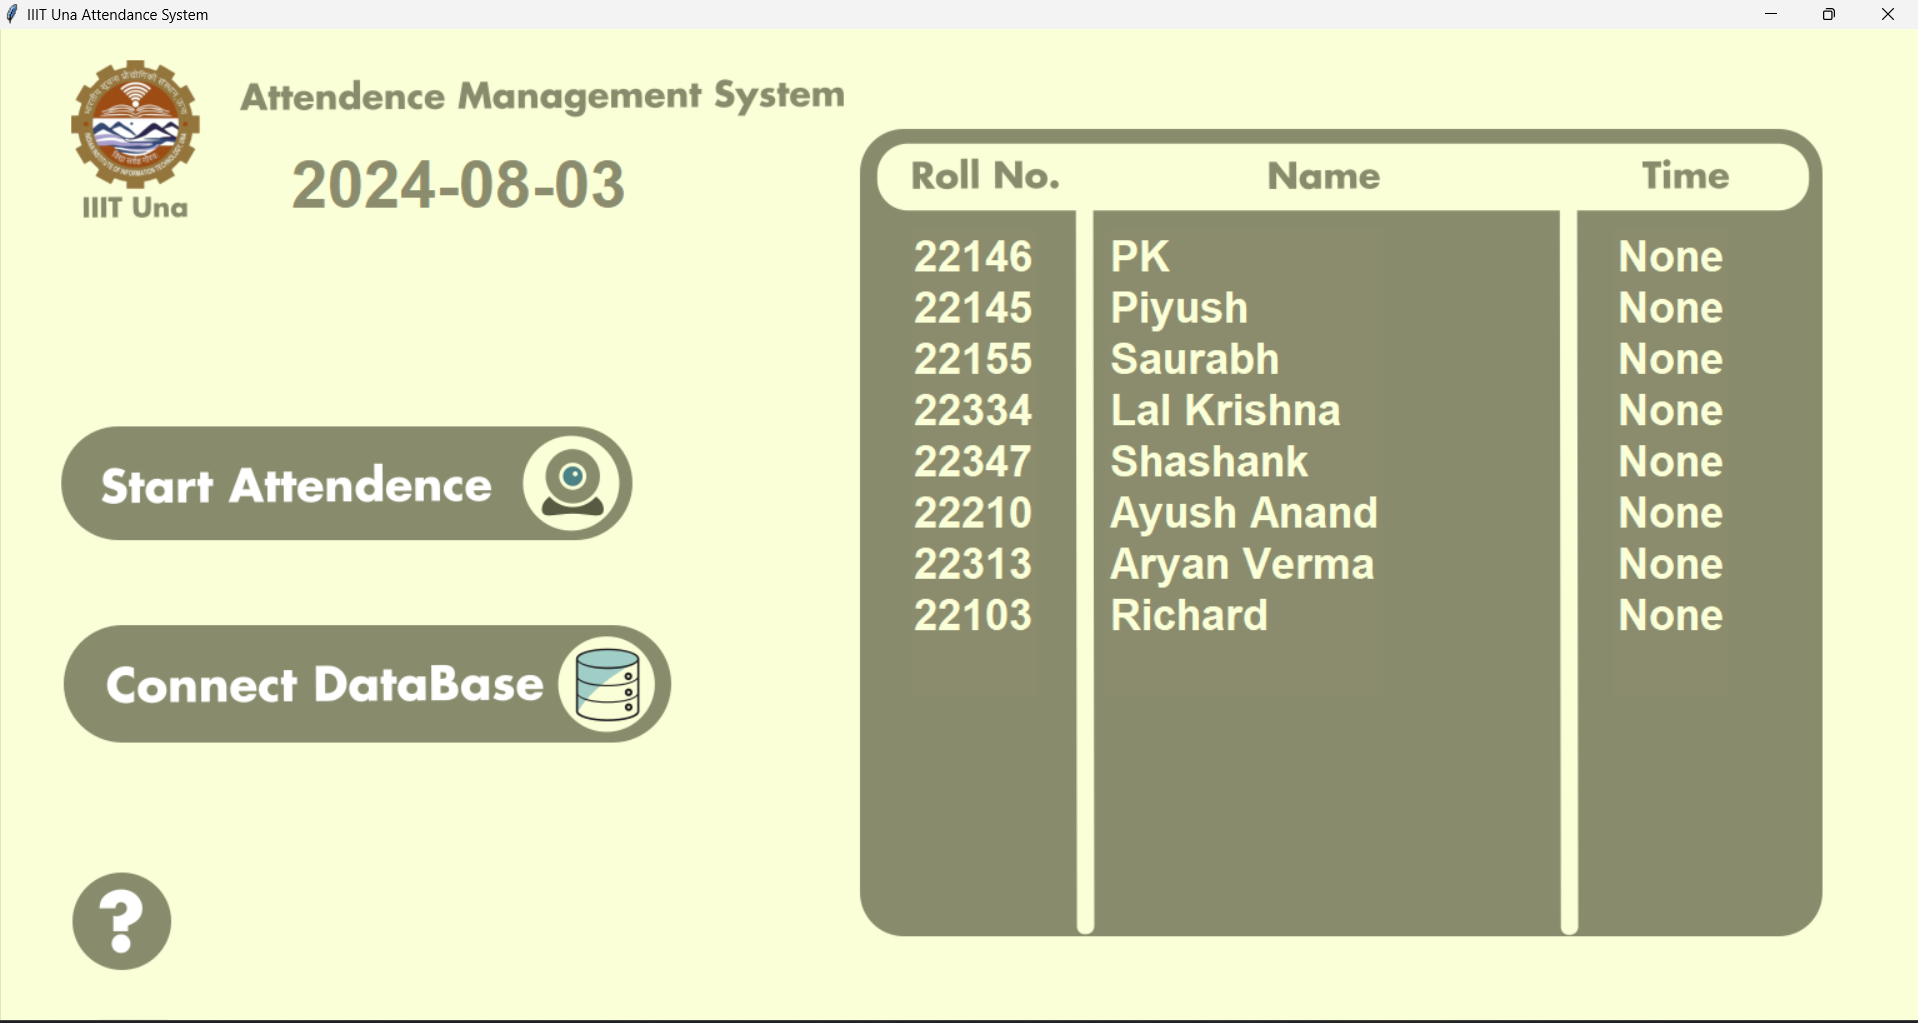 IIIT Una Attendance System
Attendence Management System
2024-08-03
IIIT Una
Start Attendence
Connect DataBase
?
Roll No. Name Time
22146 PK None
22145 Piyush None
22155 Saurabh None
22334 Lal Krishna None
22347 Shashank None
22210 Ayush Anand None
22313 Aryan Verma None
22103 Richard None